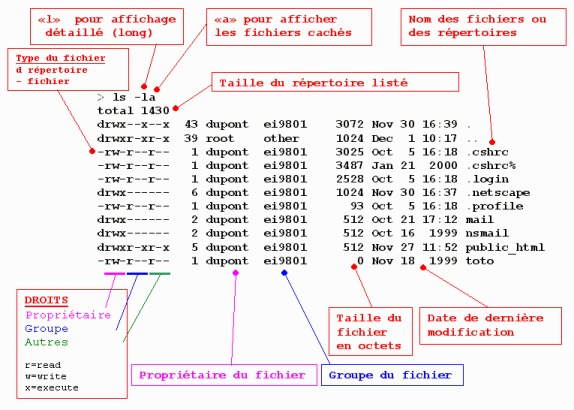 «l» pour affichage
détaillé (long)
«a» pour afficher
les fichiers cachés
Nom des fichiers ou
des répertoires
Type du fichier
d répertoire
- fichier
Taille du répertoire listé
> ls -la
total 1430
drwx--x--x 43 dupont ei9801 3072 Nov 30 16:39 .
drwxr-xr-x 39 root other 1024 Dec 1 10:17 ..
-rw-r--r-- 1 dupont ei9801 3025 Oct 5 16:18 .cshrc
-rw-r--r-- 1 dupont ei9801 3487 Jan 21 2000 .cshrc%
-rw-r--r-- 1 dupont ei9801 2528 Oct 5 16:18 .login
drwx------ 6 dupont ei9801 1024 Nov 30 16:37 .netscape
-rw-r--r-- 1 dupont ei9801 93 Oct 5 16:18 .profile
drwx------ 2 dupont ei9801 512 Oct 21 17:12 mail
drwx------ 2 dupont ei9801 512 Oct 16 1999 nsmail
drwxr-xr-x 5 dupont ei9801 512 Nov 27 11:52 public_html
-rw-r--r-- 1 dupont ei9801 0 Nov 18 1999 toto
DROITS
Propriétaire
Groupe
Autres
r=read
w=write
x=execute
Propriétaire du fichier
Groupe du fichier
Taille du
fichier
en octets
Date de dernière
modification